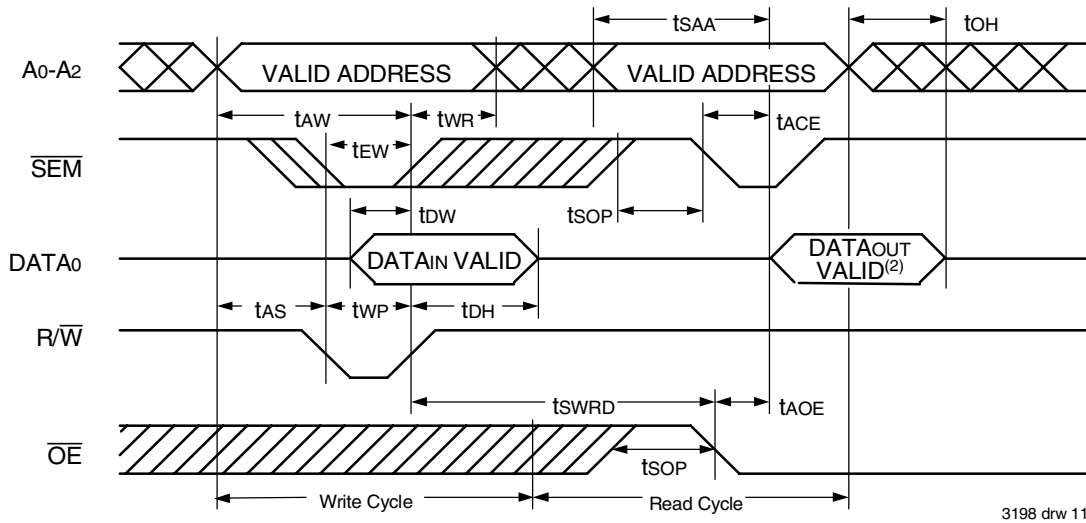 tSAA
tOH
A0-A2
VALID ADDRESS
VALID ADDRESS
tAW
tWR
tACE
tEW
SEM
tDW
tSOP
DATA0
DATAIN VALID
DATAOUT
VALID(2)
tAS
tWP
tDH
R/W
tSWRD
tAOE
OE
tSOP
Write Cycle
Read Cycle
3198 drw 11